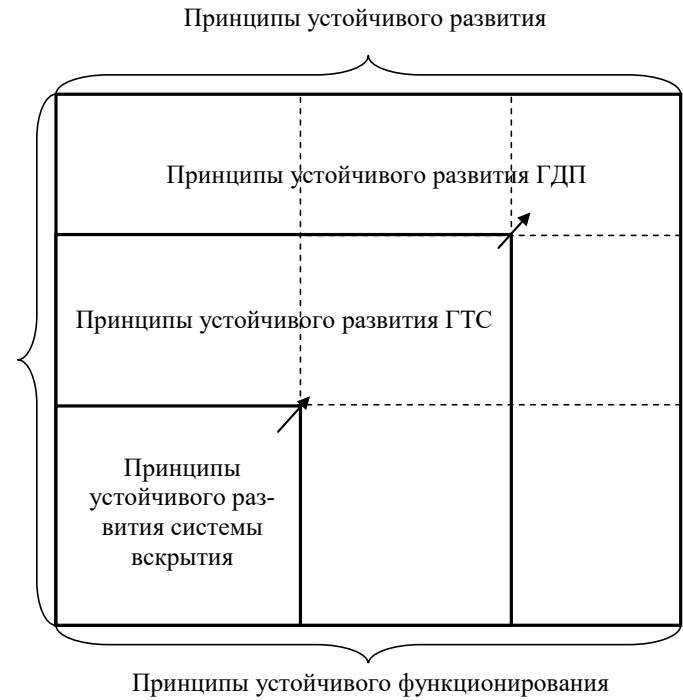 Принципы устойчивого развития
Принципы устойчивого развития ГДП
Принципы устойчивого развития ГТС
Принципы
устойчивого раз-
вития системы
вскрытия
Принципы устойчивого функционирования